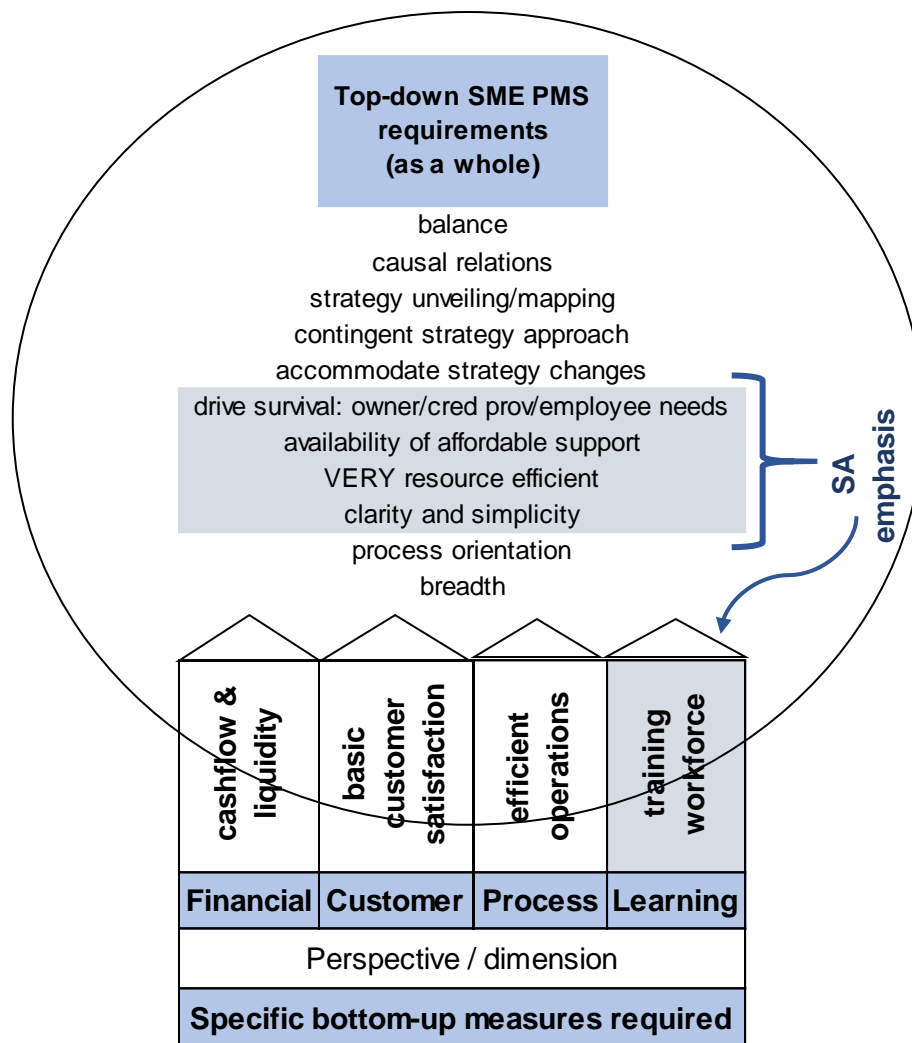 Top-down SME PMS
requirements
(as a whole)
balance
causal relations
strategy unveiling/mapping
contingent strategy approach
accommodate strategy changes
drive survival: owner/cred prov/employee needs
availability of affordable support
VERY resource efficient
clarity and simplicity
process orientation
breadth
SA
emphasis
cashflow &
liquidity
basic
customer
satisfaction
efficient
operations
training
workforce
Financial
Customer
Process
Learning
Perspective / dimension
Specific bottom-up measures required